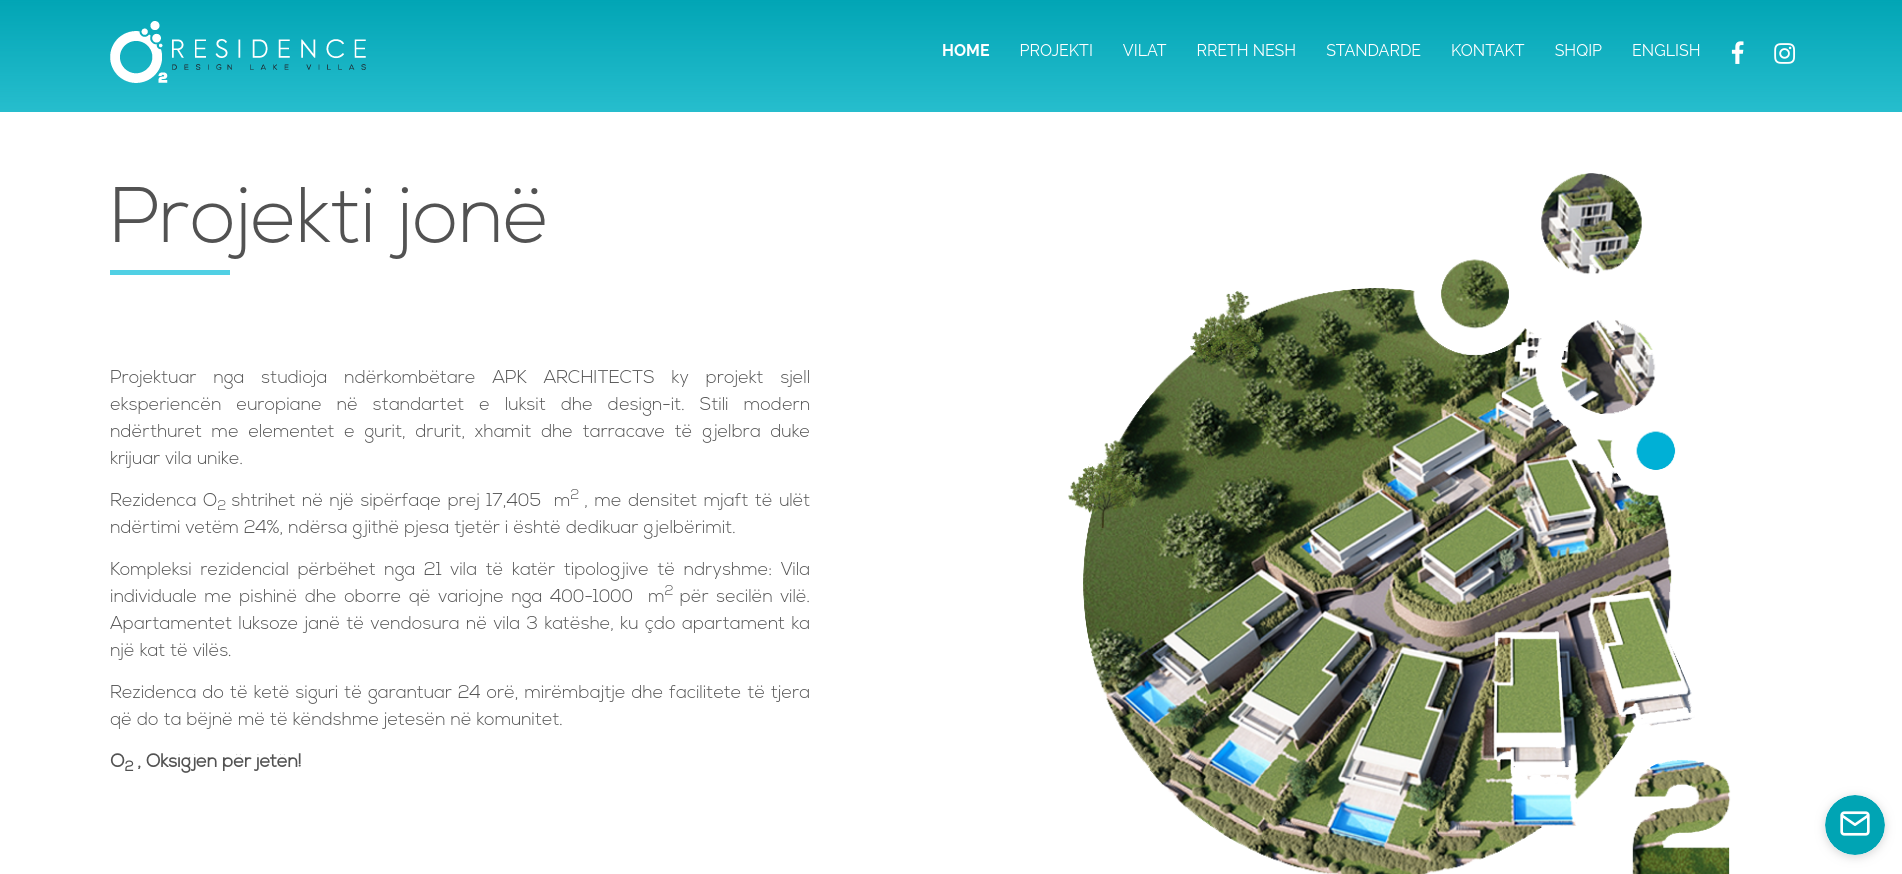 O2 RESIDENCE
DESIGN LAKE VILLAS
HOME PROJEKTI VILAT RRETH NESH STANDARDE KONTAKT SHQIP ENGLISH
Projekti jonë
Projektuar nga studioja ndërkombëtare APK ARCHITECTS ky projekt sjell
eksperiencën europiane në standartet e luksit dhe design-it. Stili modern
ndërthuret me elementet e gurit, drurit, xhamit dhe tarracave të gjelbra duke
krijuar vila unike.
Rezidenca O₂ shtrihet në një sipërfaqe prej 17,405 m², me densitet mjaft të ulët
ndërtimi vetëm 24%, ndërsa gjithë pjesa tjetër i është dedikuar gjelbërimit.
Kompleksi rezidencial përbëhet nga 21 vila të katër tipologjive të ndryshme: Vila
individuale me pishinë dhe oborre që variojne nga 400-1000 m² për secilën vilë.
Apartamentet luksoze janë të vendosura në vila 3 katëshe, ku çdo apartament ka
një kat të vilës.
Rezidenca do të ketë siguri të garantuar 24 orë, mirëmbajtje dhe facilitete të tjera
që do ta bëjnë më të këndshme jetesën në komunitet.
O₂ , Oksigjen për jetën!
2